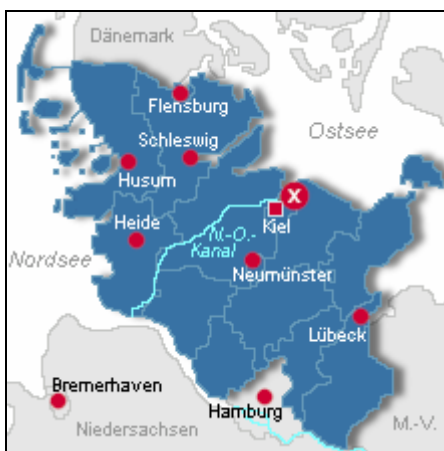 Dänemark
Flensburg
Schleswig
Ostsee
Husum
X
Heide
Kiel
N.-O.-
Kanal
Nordsee
Neumünster
Lübeck
Bremerhaven
Hamburg
Niedersachsen
M.-V.